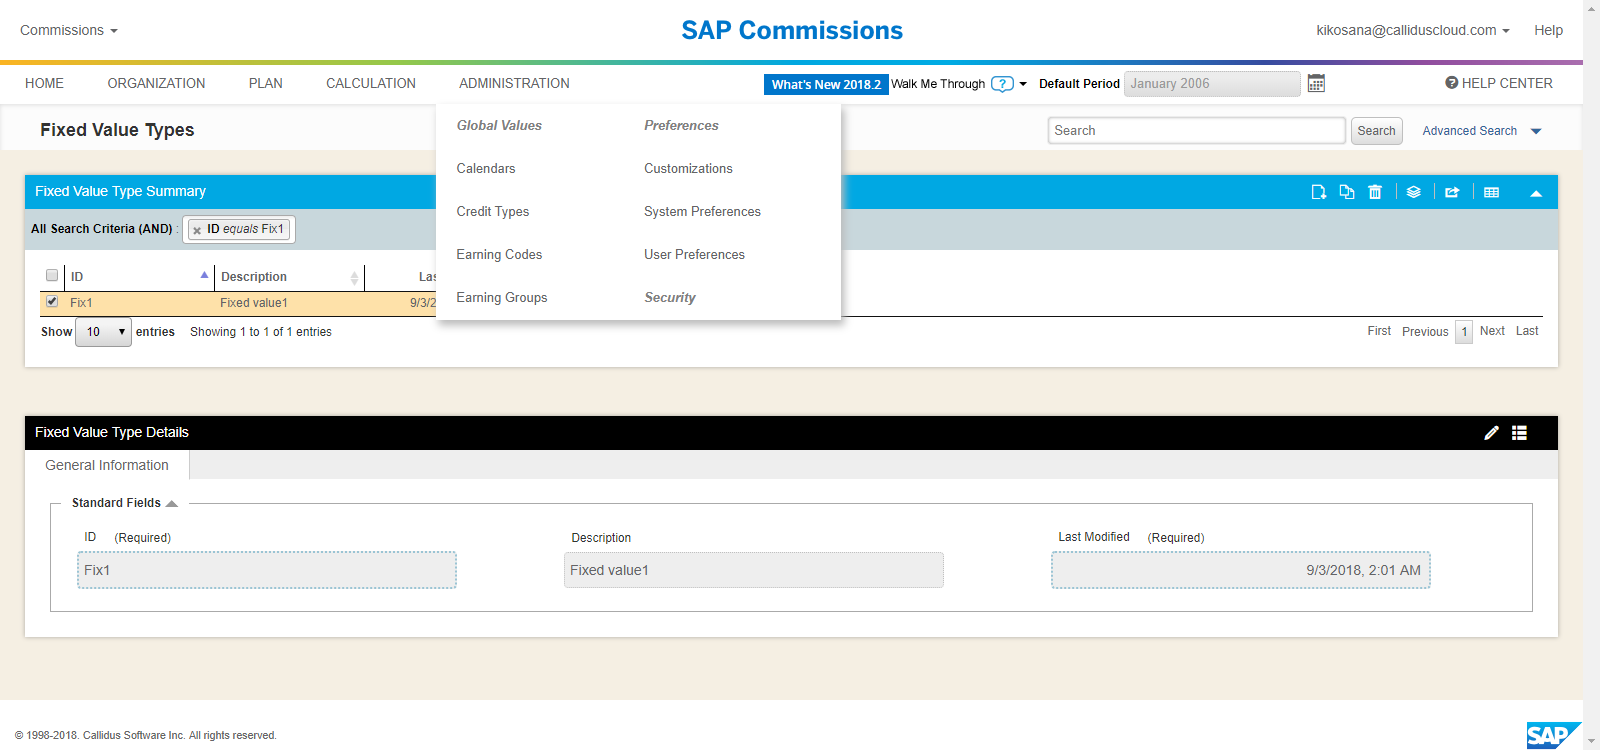 Commissions
SAP Commissions
kikosana@calliduscloud.com
Help
HOME
ORGANIZATION
PLAN
CALCULATION
ADMINISTRATION
What's New 2018.2
Walk Me Through
?
Default Period
January 2006
? HELP CENTER
Global Values
Preferences
Fixed Value Types
Search
Search
Advanced Search
Calendars
Customizations
Fixed Value Type Summary
Credit Types
System Preferences
All Search Criteria (AND) :
ID equals Fix1
Earning Codes
User Preferences
ID
Description
Las
Earning Groups
Security
Fix1
Fixed value1
9/3/2
Show 10 entries
Showing 1 to 1 of 1 entries
First
Previous
1
Next
Last
Fixed Value Type Details
General Information
Standard Fields
ID (Required)
Description
Last Modified (Required)
Fix1
Fixed value1
9/3/2018, 2:01 AM
© 1998-2018. Callidus Software Inc. All rights reserved.
SAP